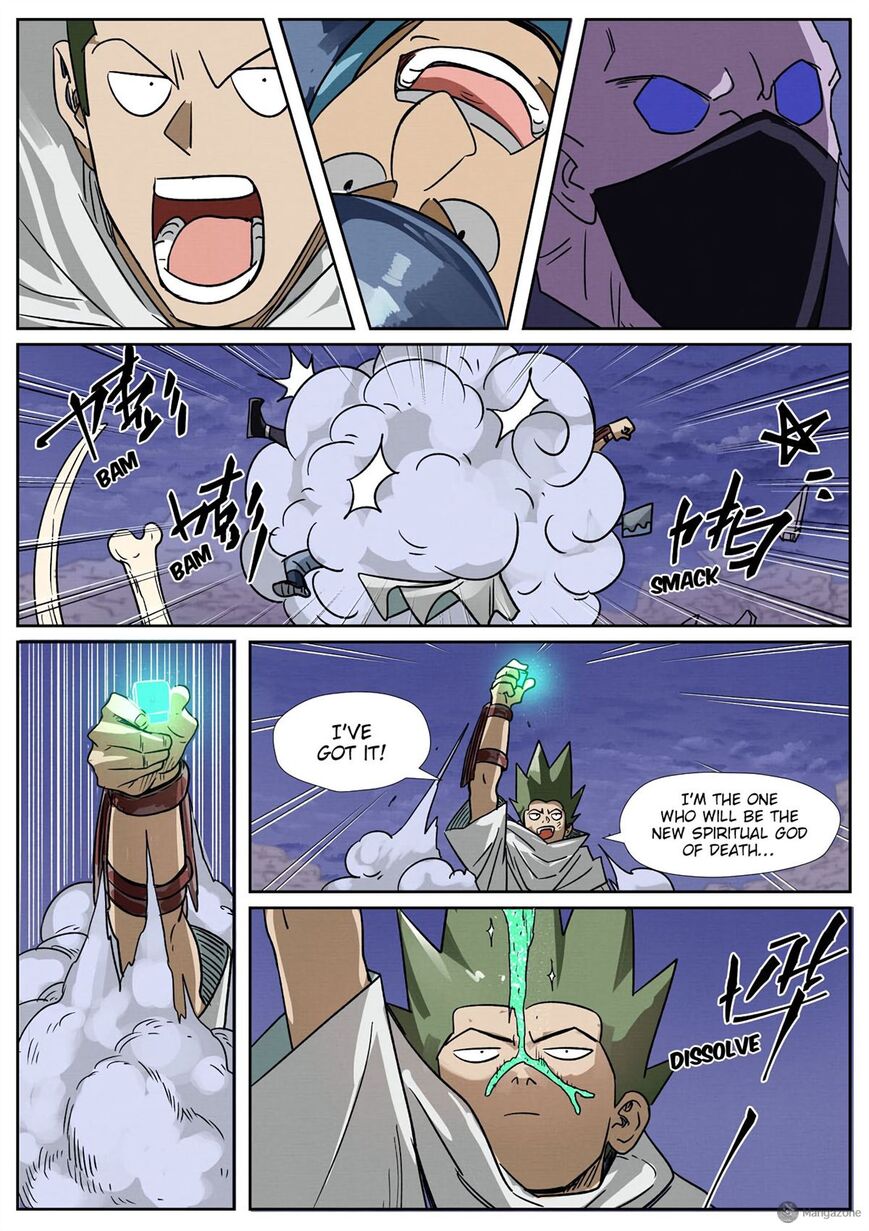 BAM
BAM
SMACK
I'VE
GOT IT!
I'M THE ONE
WHO WILL BE THE
NEW SPIRITUAL GOD
OF DEATH...
DISSOLVE
Mangazone